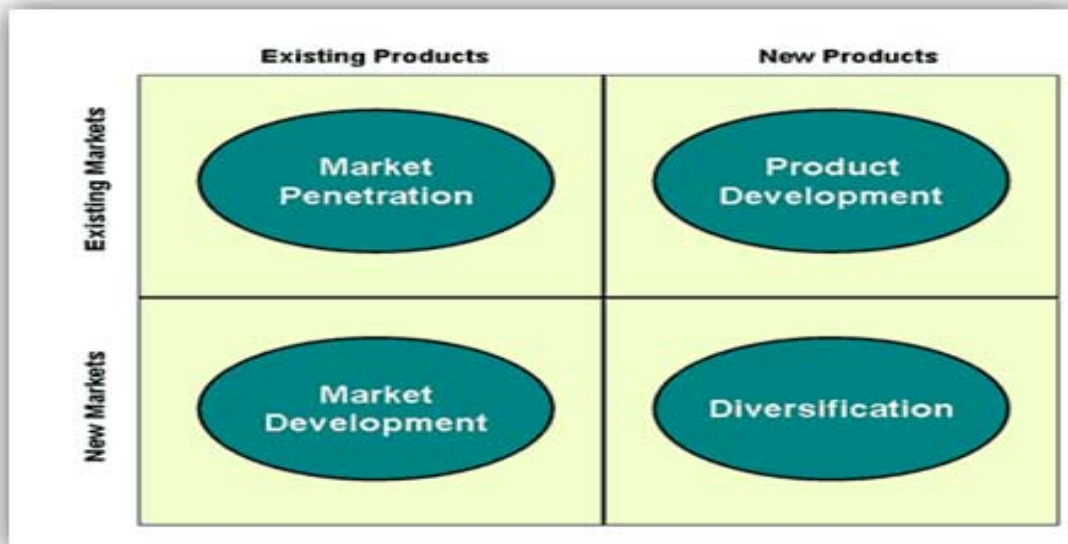 Existing Products
New Products
Existing Markets
Market
Penetration
Product
Development
New Markets
Market
Development
Diversification